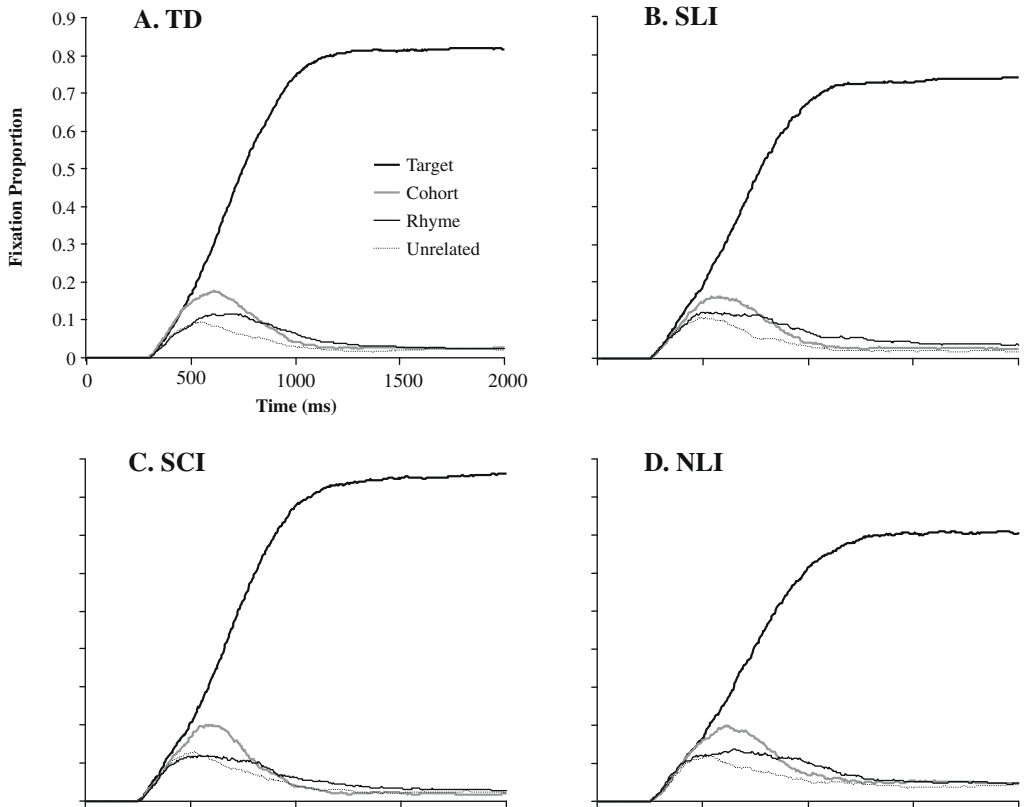 A. TD
B. SLI
Fixation Proportion
0.9
0.8
0.7
0.6
0.5
0.4
0.3
0.2
0.1
0
Target
Cohort
Rhyme
Unrelated
0
500
1000
1500
2000
Time (ms)
C. SCI
D. NLI